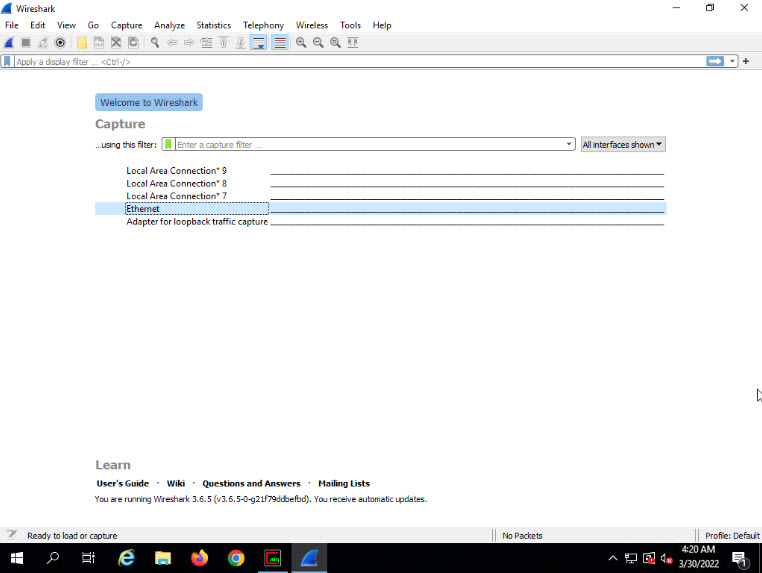 Wireshark
File Edit View Go Capture Analyze Statistics Telephony Wireless Tools Help
Apply a display filter ... <Ctrl-/>
Welcome to Wireshark
Capture
...using this filter: Enter a capture filter ... All interfaces shown
Local Area Connection* 9
Local Area Connection* 8
Local Area Connection* 7
Ethernet
Adapter for loopback traffic capture
Learn
User's Guide · Wiki · Questions and Answers · Mailing Lists
You are running Wireshark 3.6.5 (v3.6.5-0-g21f79ddbefbd). You receive automatic updates.
Ready to load or capture No Packets Profile: Default
4:20 AM
3/30/2022
1